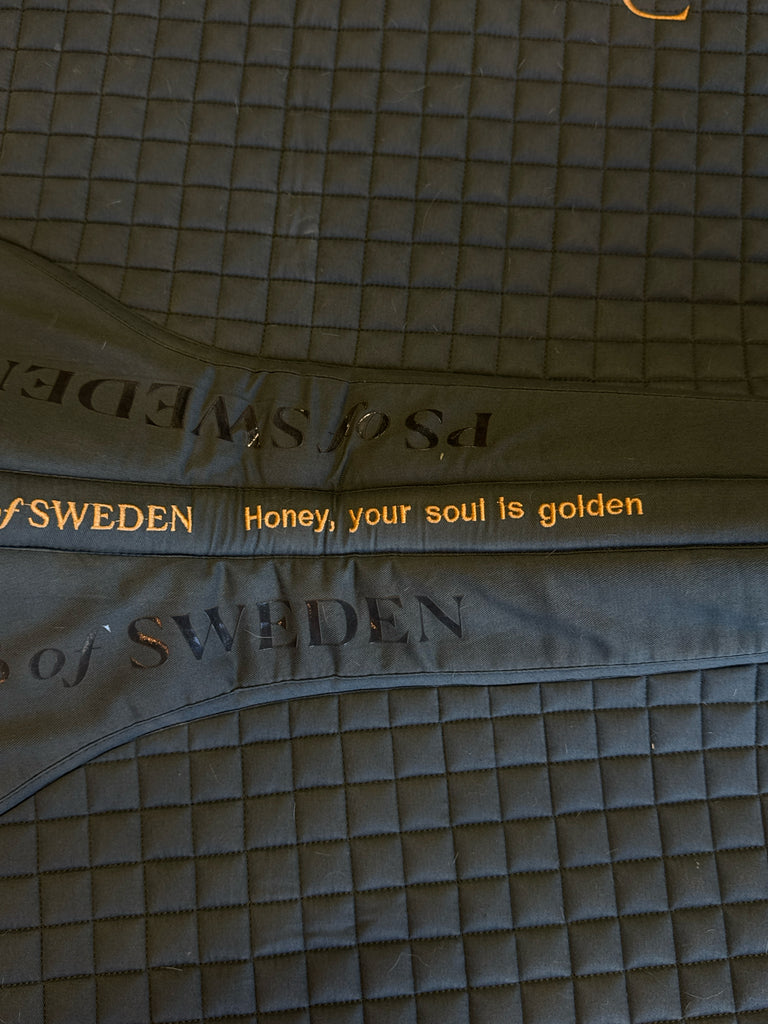 PS of SWEDEN
of SWEDEN Honey, your soul is golden
of SWEDEN